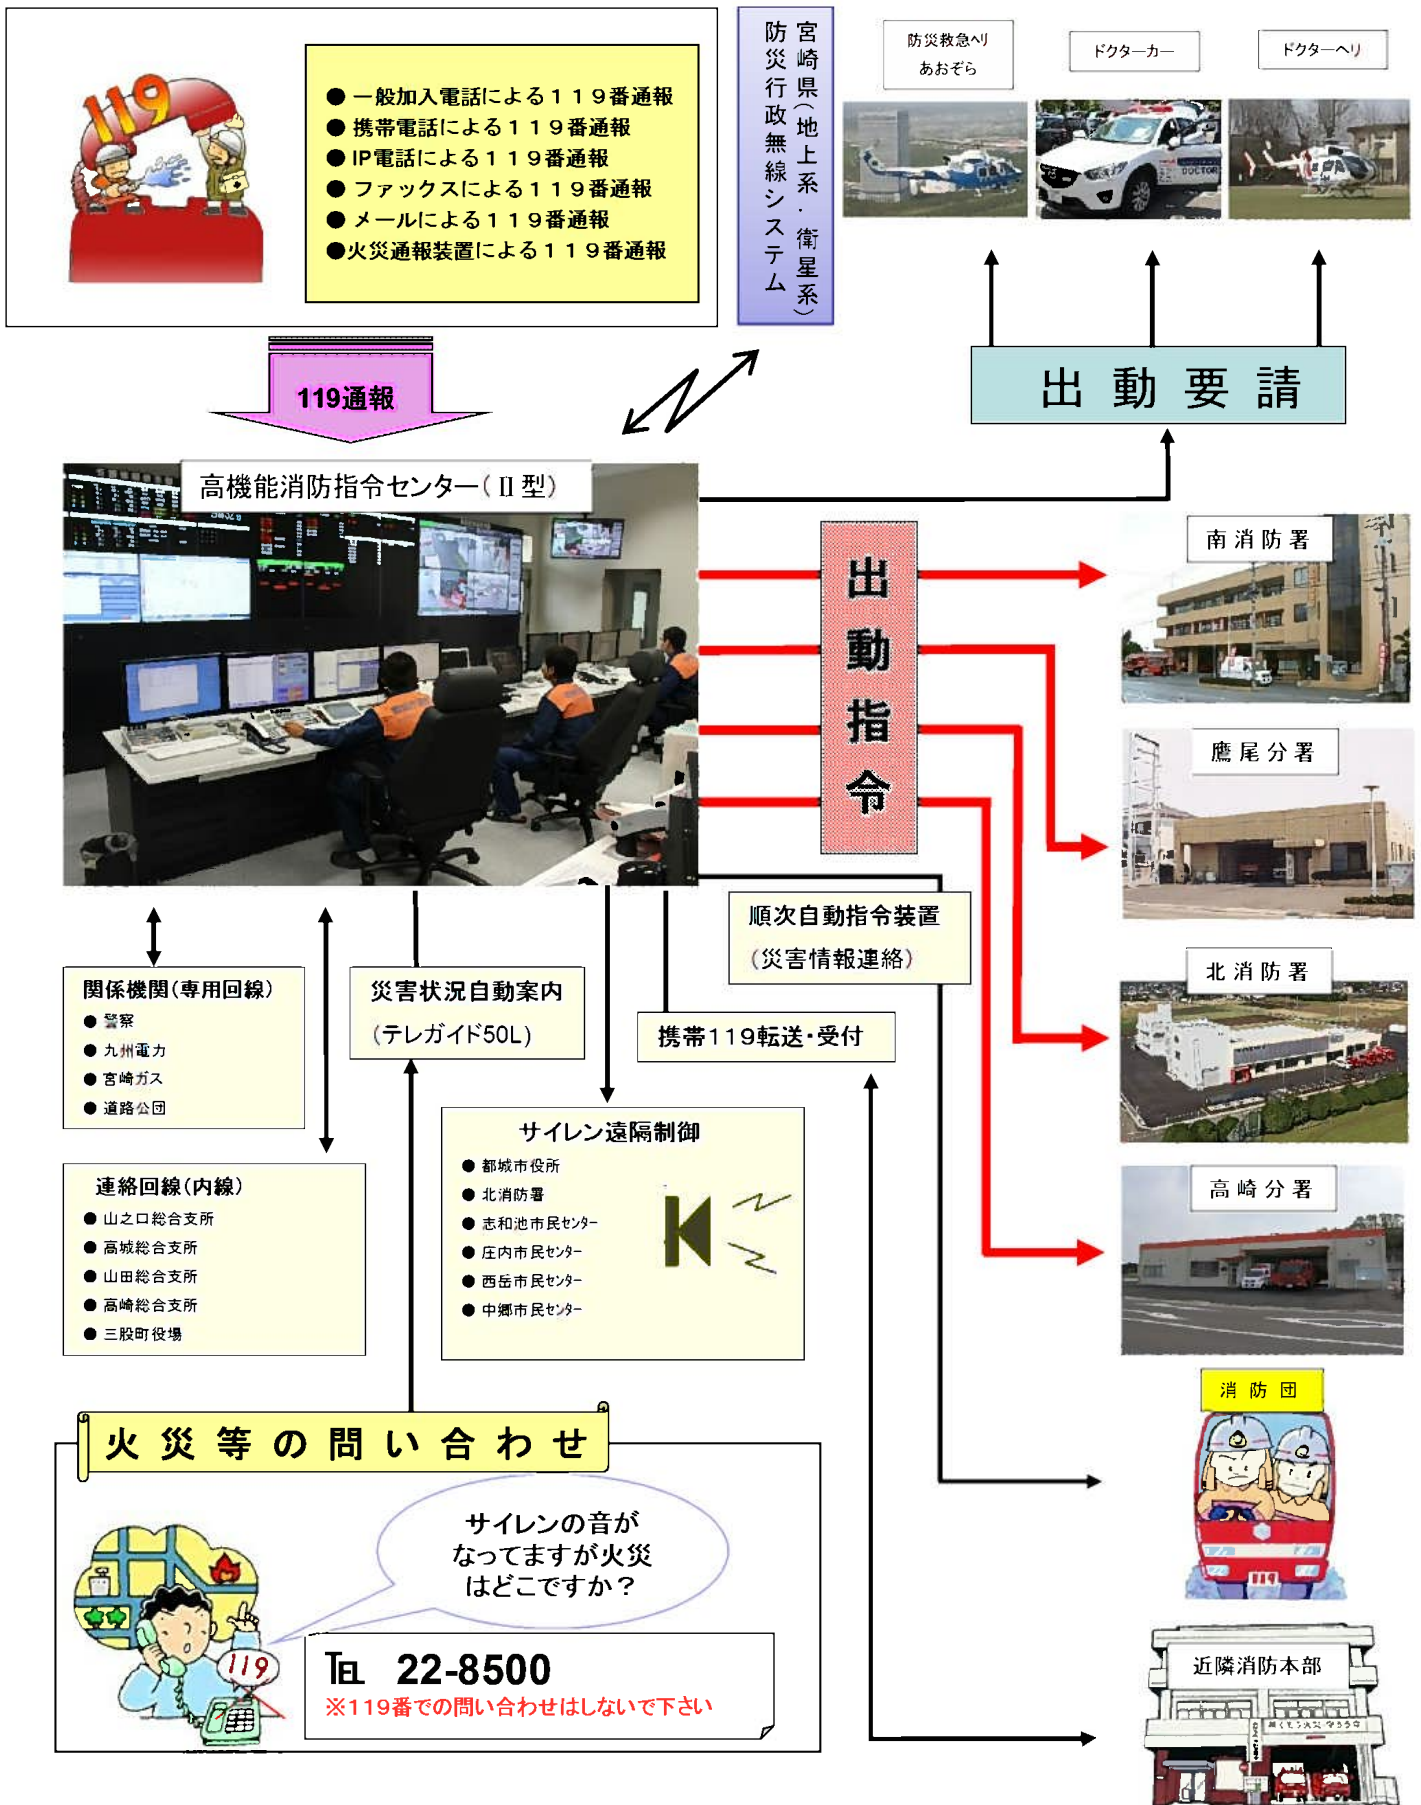 119
● 一般加入電話による１１９番通報
● 携帯電話による１１９番通報
● IP電話による１１９番通報
● ファックスによる１１９番通報
● メールによる１１９番通報
●火災通報装置による１１９番通報
宮崎県(地上系・衛星系)
防災行政無線システム
防災救急ヘリ
あおぞら
ドクターカー
ドクターヘリ
DOCTOR
出動要請
119通報
高機能消防指令センター(Ⅱ型)
出動指令
南消防署
鷹尾分署
北消防署
高崎分署
順次自動指令装置
(災害情報連絡)
関係機関(専用回線)
● 警察
● 九州電力
● 宮崎ガス
● 道路公団
災害状況自動案内
(テレガイド50L)
携帯119転送・受付
連絡回線(内線)
● 山之口総合支所
● 高城総合支所
● 山田総合支所
● 高崎総合支所
● 三股町役場
サイレン遠隔制御
● 都城市役所
● 北消防署
● 志和池市民センター
● 庄内市民センター
● 西岳市民センター
● 中郷市民センター
消防団
119
火災等の問い合わせ
サイレンの音が
なってますが火災
はどこですか？
119
℡ 22-8500
※119番での問い合わせはしないで下さい
近隣消防本部